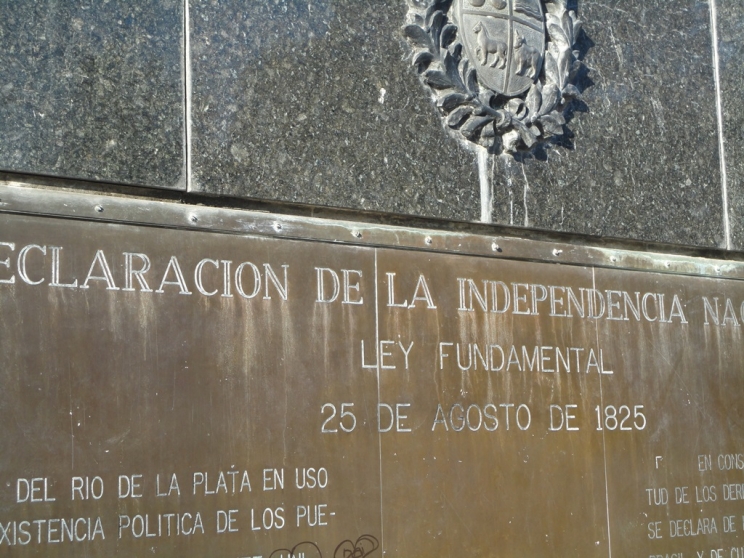 ECLARACION DE LA INDEPENDENCIA NAC
LEY FUNDAMENTAL
25 DE AGOSTO DE 1825
DEL RIO DE LA PLATA EN USO
XISTENCIA POLITICA DE LOS PUE-
EN CONS
TUD DE LOS DER
SE DECLARA DE